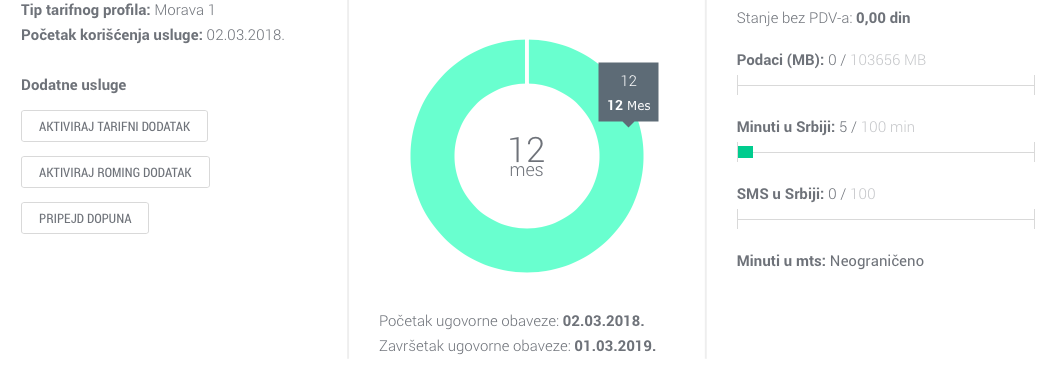 Tip tarifnog profila: Morava 1
Početak korišćenja usluge: 02.03.2018.
Dodatne usluge
AKTIVIRAJ TARIFNI DODATAK
AKTIVIRAJ ROMING DODATAK
PRIPEJD DOPUNA
12
12 Mes
12
mes
Početak ugovorne obaveze: 02.03.2018.
Završetak ugovorne obaveze: 01.03.2019.
Stanje bez PDV-a: 0,00 din
Podaci (MB): 0 / 103656 MB
Minuti u Srbiji: 5 / 100 min
SMS u Srbiji: 0 / 100
Minuti u mts: Neograničeno